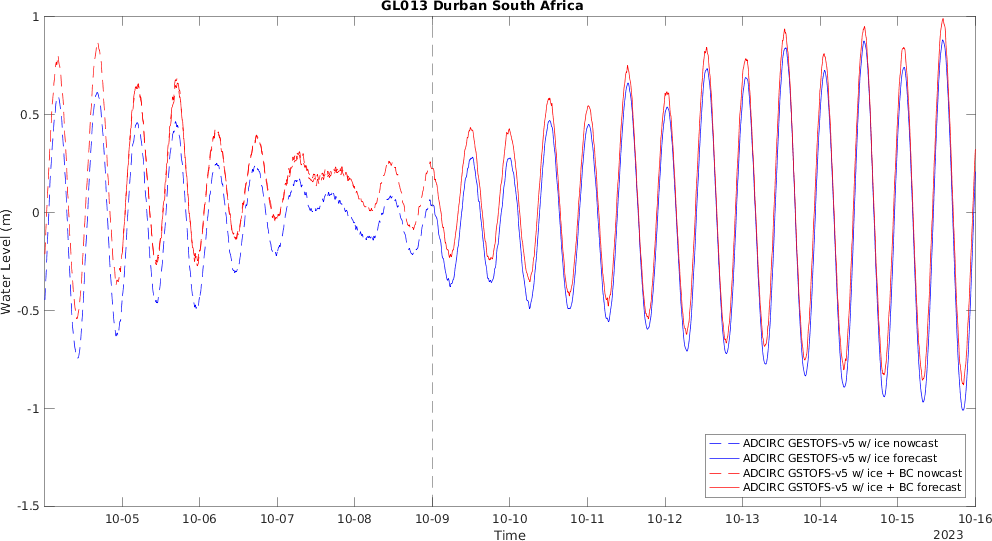 GL013 Durban South Africa
1
0.5
0
-0.5
-1
-1.5
Water Level (m)
ADCIRC GESTOFS-v5 w/ ice nowcast
ADCIRC GESTOFS-v5 w/ ice forecast
ADCIRC GSTOFS-v5 w/ ice + BC nowcast
ADCIRC GSTOFS-v5 w/ ice + BC forecast
10-05 10-06 10-07 10-08 10-09 10-10 10-11 10-12 10-13 10-14 10-15 10-16
Time
2023